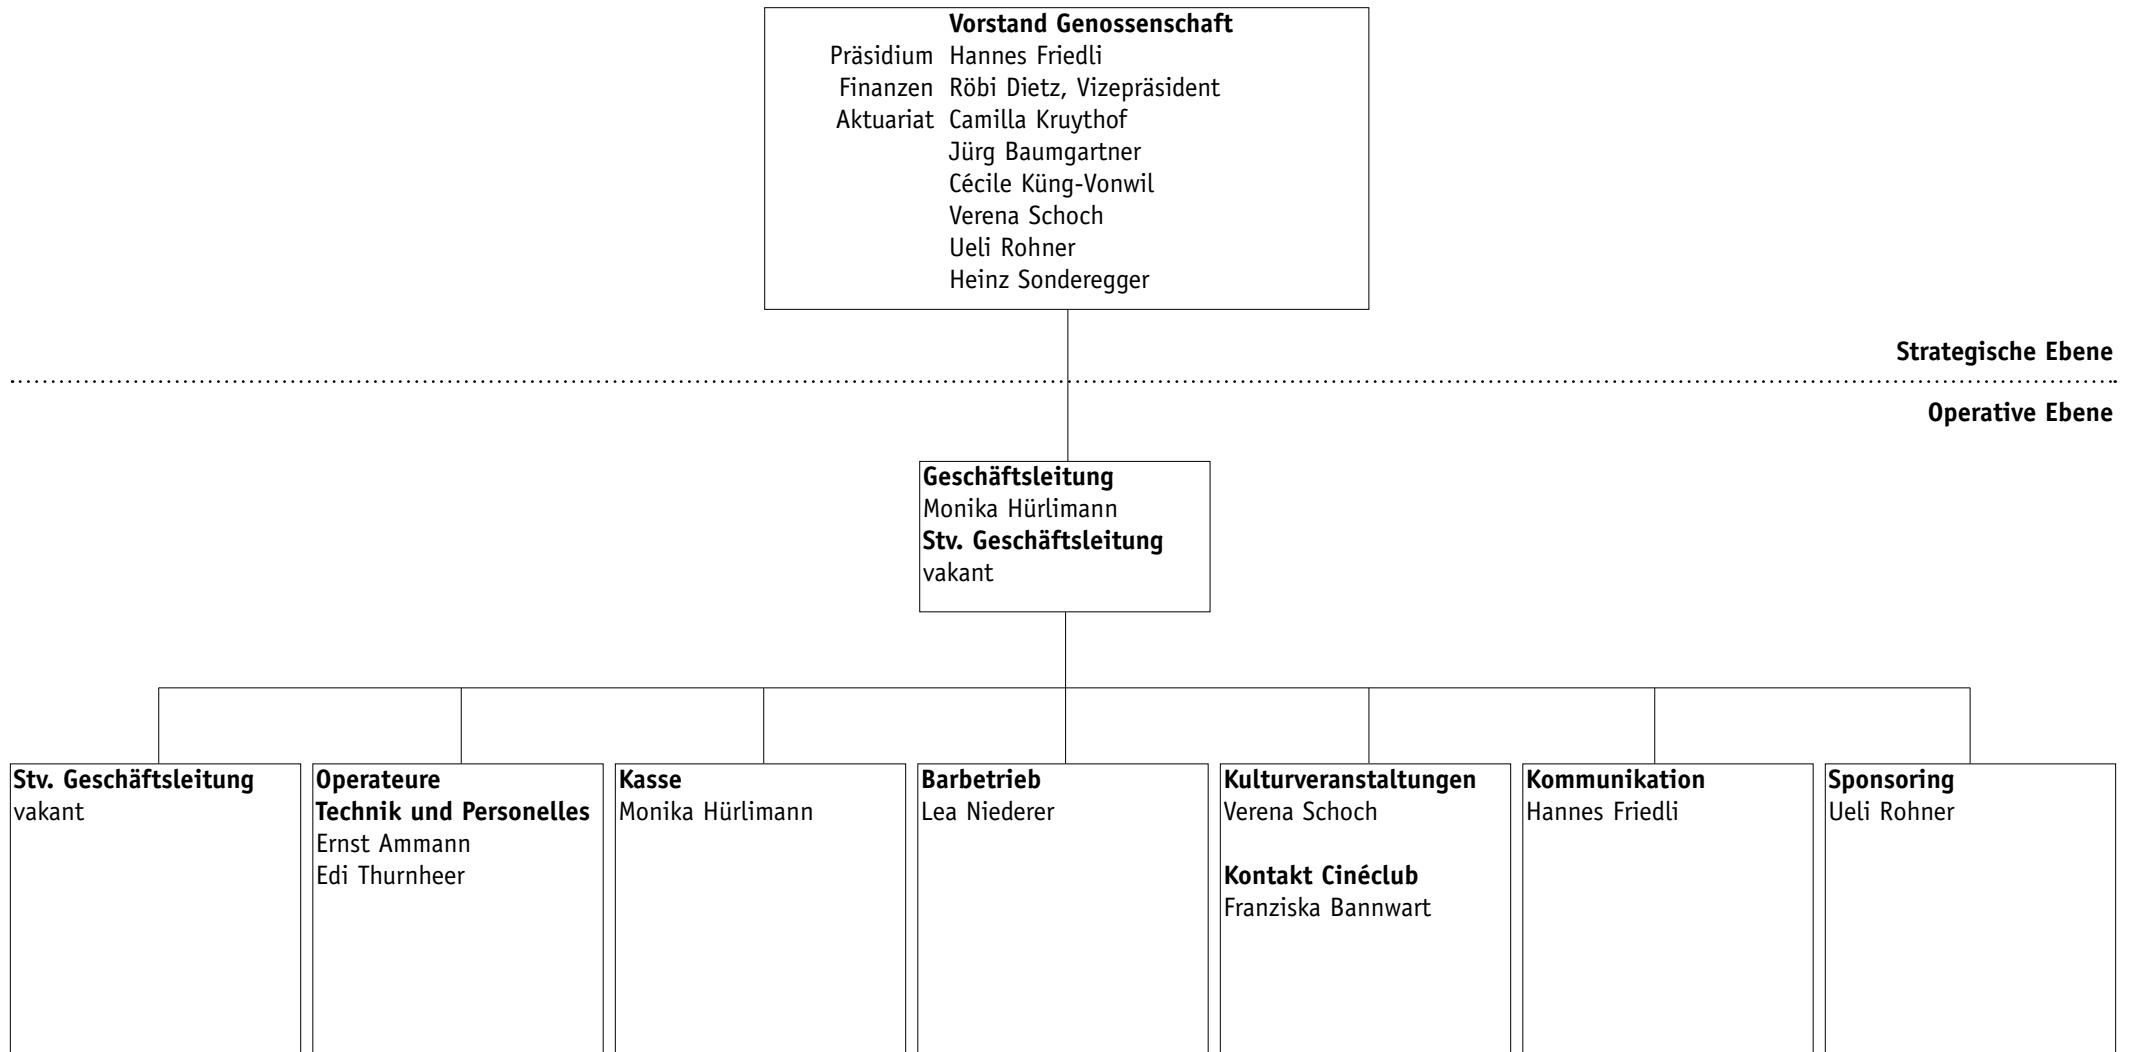 Vorstand Genossenschaft
Präsidium Hannes Friedli
Finanzen Röbi Dietz, Vizepräsident
Aktuariat Camilla Kruythof
Jürg Baumgartner
Cécile Küng-Vonwil
Verena Schoch
Ueli Rohner
Heinz Sonderegger
Strategische Ebene
Operative Ebene
Geschäftsleitung
Monika Hürlimann
Stv. Geschäftsleitung
vakant
Stv. Geschäftsleitung
vakant
Operateure
Technik und Personelles
Ernst Ammann
Edi Thurnheer
Kasse
Monika Hürlimann
Barbetrieb
Lea Niederer
Kulturveranstaltungen
Verena Schoch
Kontakt Cinéclub
Franziska Bannwart
Kommunikation
Hannes Friedli
Sponsoring
Ueli Rohner